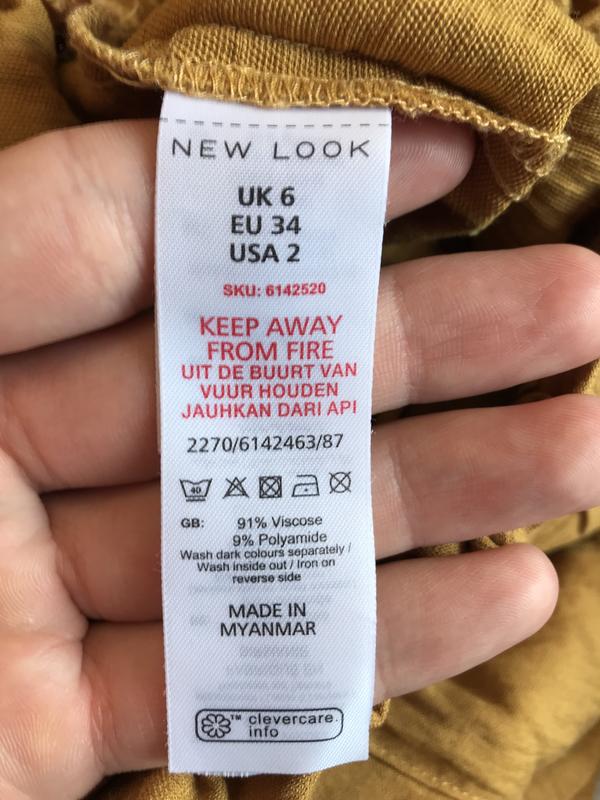 NEW LOOK
UK 6
EU 34
USA 2
SKU: 6142520
KEEP AWAY
FROM FIRE
UIT DE BUURT VAN
VUUR HOUDEN
JAUHKAN DARI API
2270/6142463/87
40
GB: 91% Viscose
9% Polyamide
Wash dark colours separately /
Wash inside out / Iron on
reverse side
MADE IN
MYANMAR
™ clevercare.
info